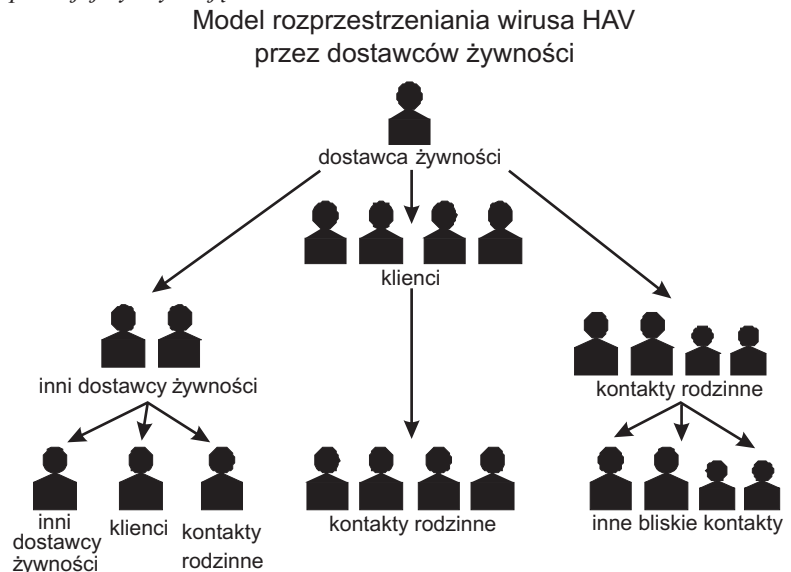 Model rozprzestrzeniania wirusa HAV
przez dostawców żywności
dostawca żywności
klienci
inni dostawcy żywności
kontakty rodzinne
inni
dostawcy
żywności
klienci
kontakty
rodzinne
kontakty rodzinne
inne bliskie kontakty